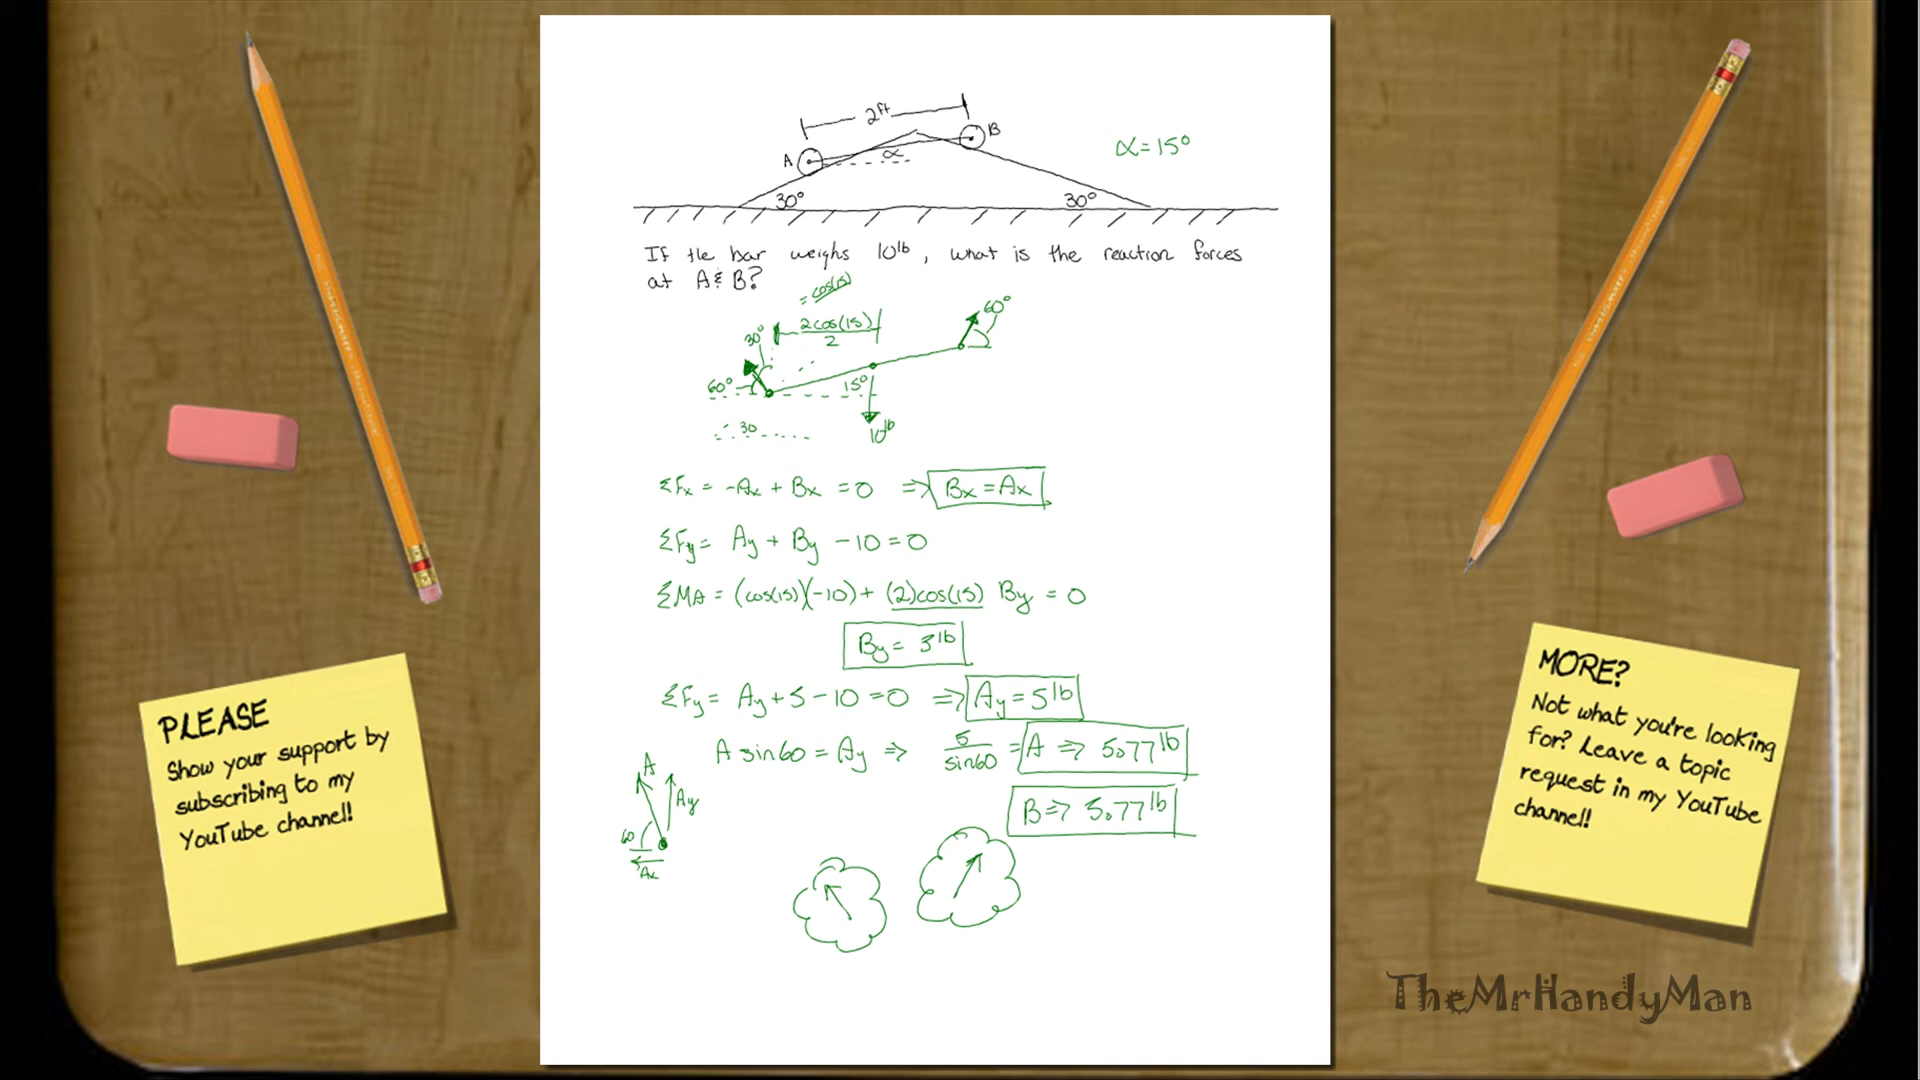 2ft
A
α
B
α = 15°
30°
30°
If the bar weighs 10lb, what is the reaction forces
at A & B?
= cos(15)
2cos(15)
2
30°
60°
60°
15°
10lb
30
ΣFx = -Ax + Bx = 0 ⇒ Bx = Ax
ΣFy = Ay + By - 10 = 0
ΣMA = (cos(15))(-10) + (2)cos(15) By = 0
By = 3lb
ΣFy = Ay + 5 - 10 = 0 ⇒ Ay = 5lb
A sin60 = Ay ⇒ 5/sin60 = A ⇒ 5.77lb
B ⇒ 5.77lb
A
Ay
60
Ax
PLEASE
Show your support by
subscribing to my
YouTube channel!
MORE?
Not what you're looking
for? Leave a topic
request in my YouTube
channel!
TheMrHandyMan